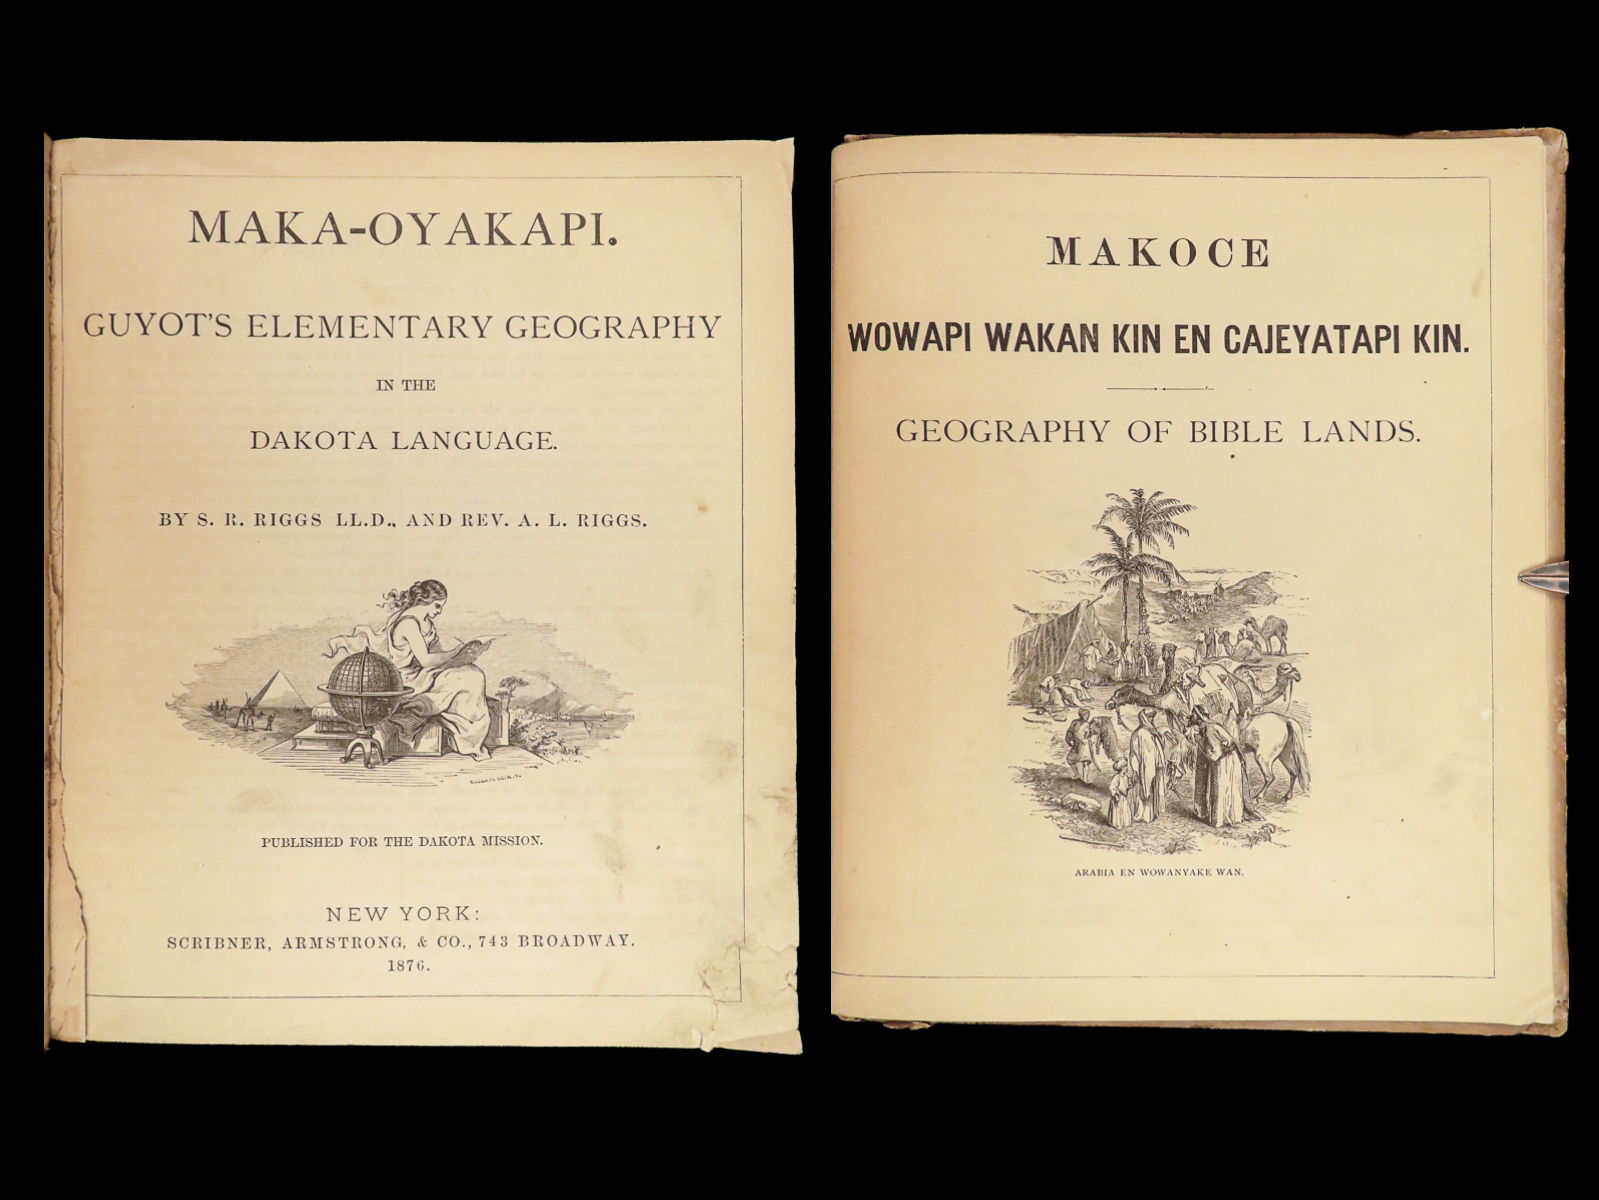 MAKA-OYAKAPI.
GUYOT'S ELEMENTARY GEOGRAPHY
IN THE
DAKOTA LANGUAGE.
BY S. R. RIGGS LL.D., AND REV. A. L. RIGGS.
PUBLISHED FOR THE DAKOTA MISSION.
NEW YORK:
SCRIBNER, ARMSTRONG, & CO., 743 BROADWAY.
1876.
MAKOCE
WOWAPI WAKAN KIN EN CAJEYATAPI KIN.
GEOGRAPHY OF BIBLE LANDS.
ARABIA EN WOWANYAKE WAN.